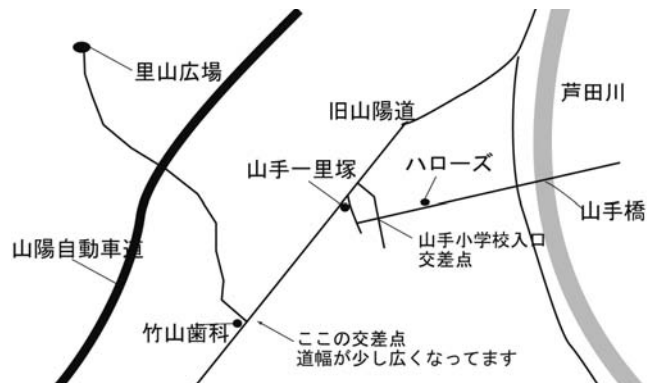 里山広場
芦田川
旧山陽道
ハローズ
山手一里塚
山手橋
山手小学校入口
交差点
山陽自動車道
竹山歯科
ここの交差点
道幅が少し広くなってます